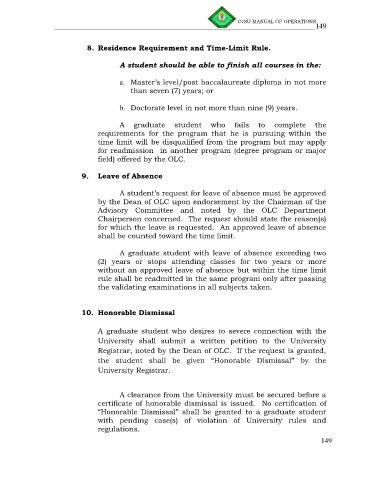 CvSU MANUAL OF OPERATIONS
149
8. Residence Requirement and Time-Limit Rule.
A student should be able to finish all courses in the:
a. Master's level/post baccalaureate diploma in not more
than seven (7) years; or
b. Doctorate level in not more than nine (9) years.
A graduate student who fails to complete the
requirements for the program that he is pursuing within the
time limit will be disqualified from the program but may apply
for readmission in another program (degree program or major
field) offered by the OLC.
9. Leave of Absence
A student's request for leave of absence must be approved
by the Dean of OLC upon endorsement by the Chairman of the
Advisory Committee and noted by the OLC Department
Chairperson concerned. The request should state the reason(s)
for which the leave is requested. An approved leave of absence
shall be counted toward the time limit.
A graduate student with leave of absence exceeding two
(2) years or stops attending classes for two years or more
without an approved leave of absence but within the time limit
rule shall be readmitted in the same program only after passing
the validating examinations in all subjects taken.
10. Honorable Dismissal
A graduate student who desires to severe connection with the
University shall submit a written petition to the University
Registrar, noted by the Dean of OLC. If the request is granted,
the student shall be given "Honorable Dismissal" by the
University Registrar.
A clearance from the University must be secured before a
certificate of honorable dismissal is issued. No certification of
"Honorable Dismissal" shall be granted to a graduate student
with pending case(s) of violation of University rules and
regulations.
149